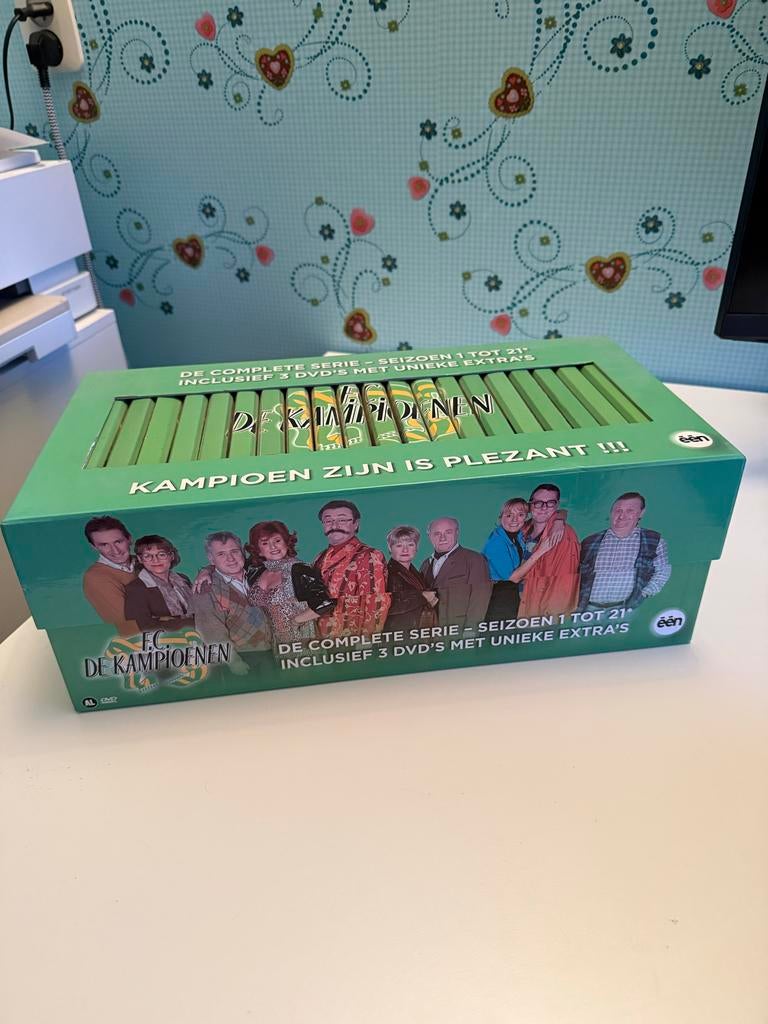 DE COMPLETE SERIE – SEIZOEN 1 TOT 21*
INCLUSIEF 3 DVD'S MET UNIEKE EXTRA'S
F.C.
DE KAMPIOENEN
KAMPIOEN ZIJN IS PLEZANT !!!
één
F.C.
DE KAMPIOENEN
DE COMPLETE SERIE – SEIZOEN 1 TOT 21*
INCLUSIEF 3 DVD'S MET UNIEKE EXTRA'S
één
AL
DVD